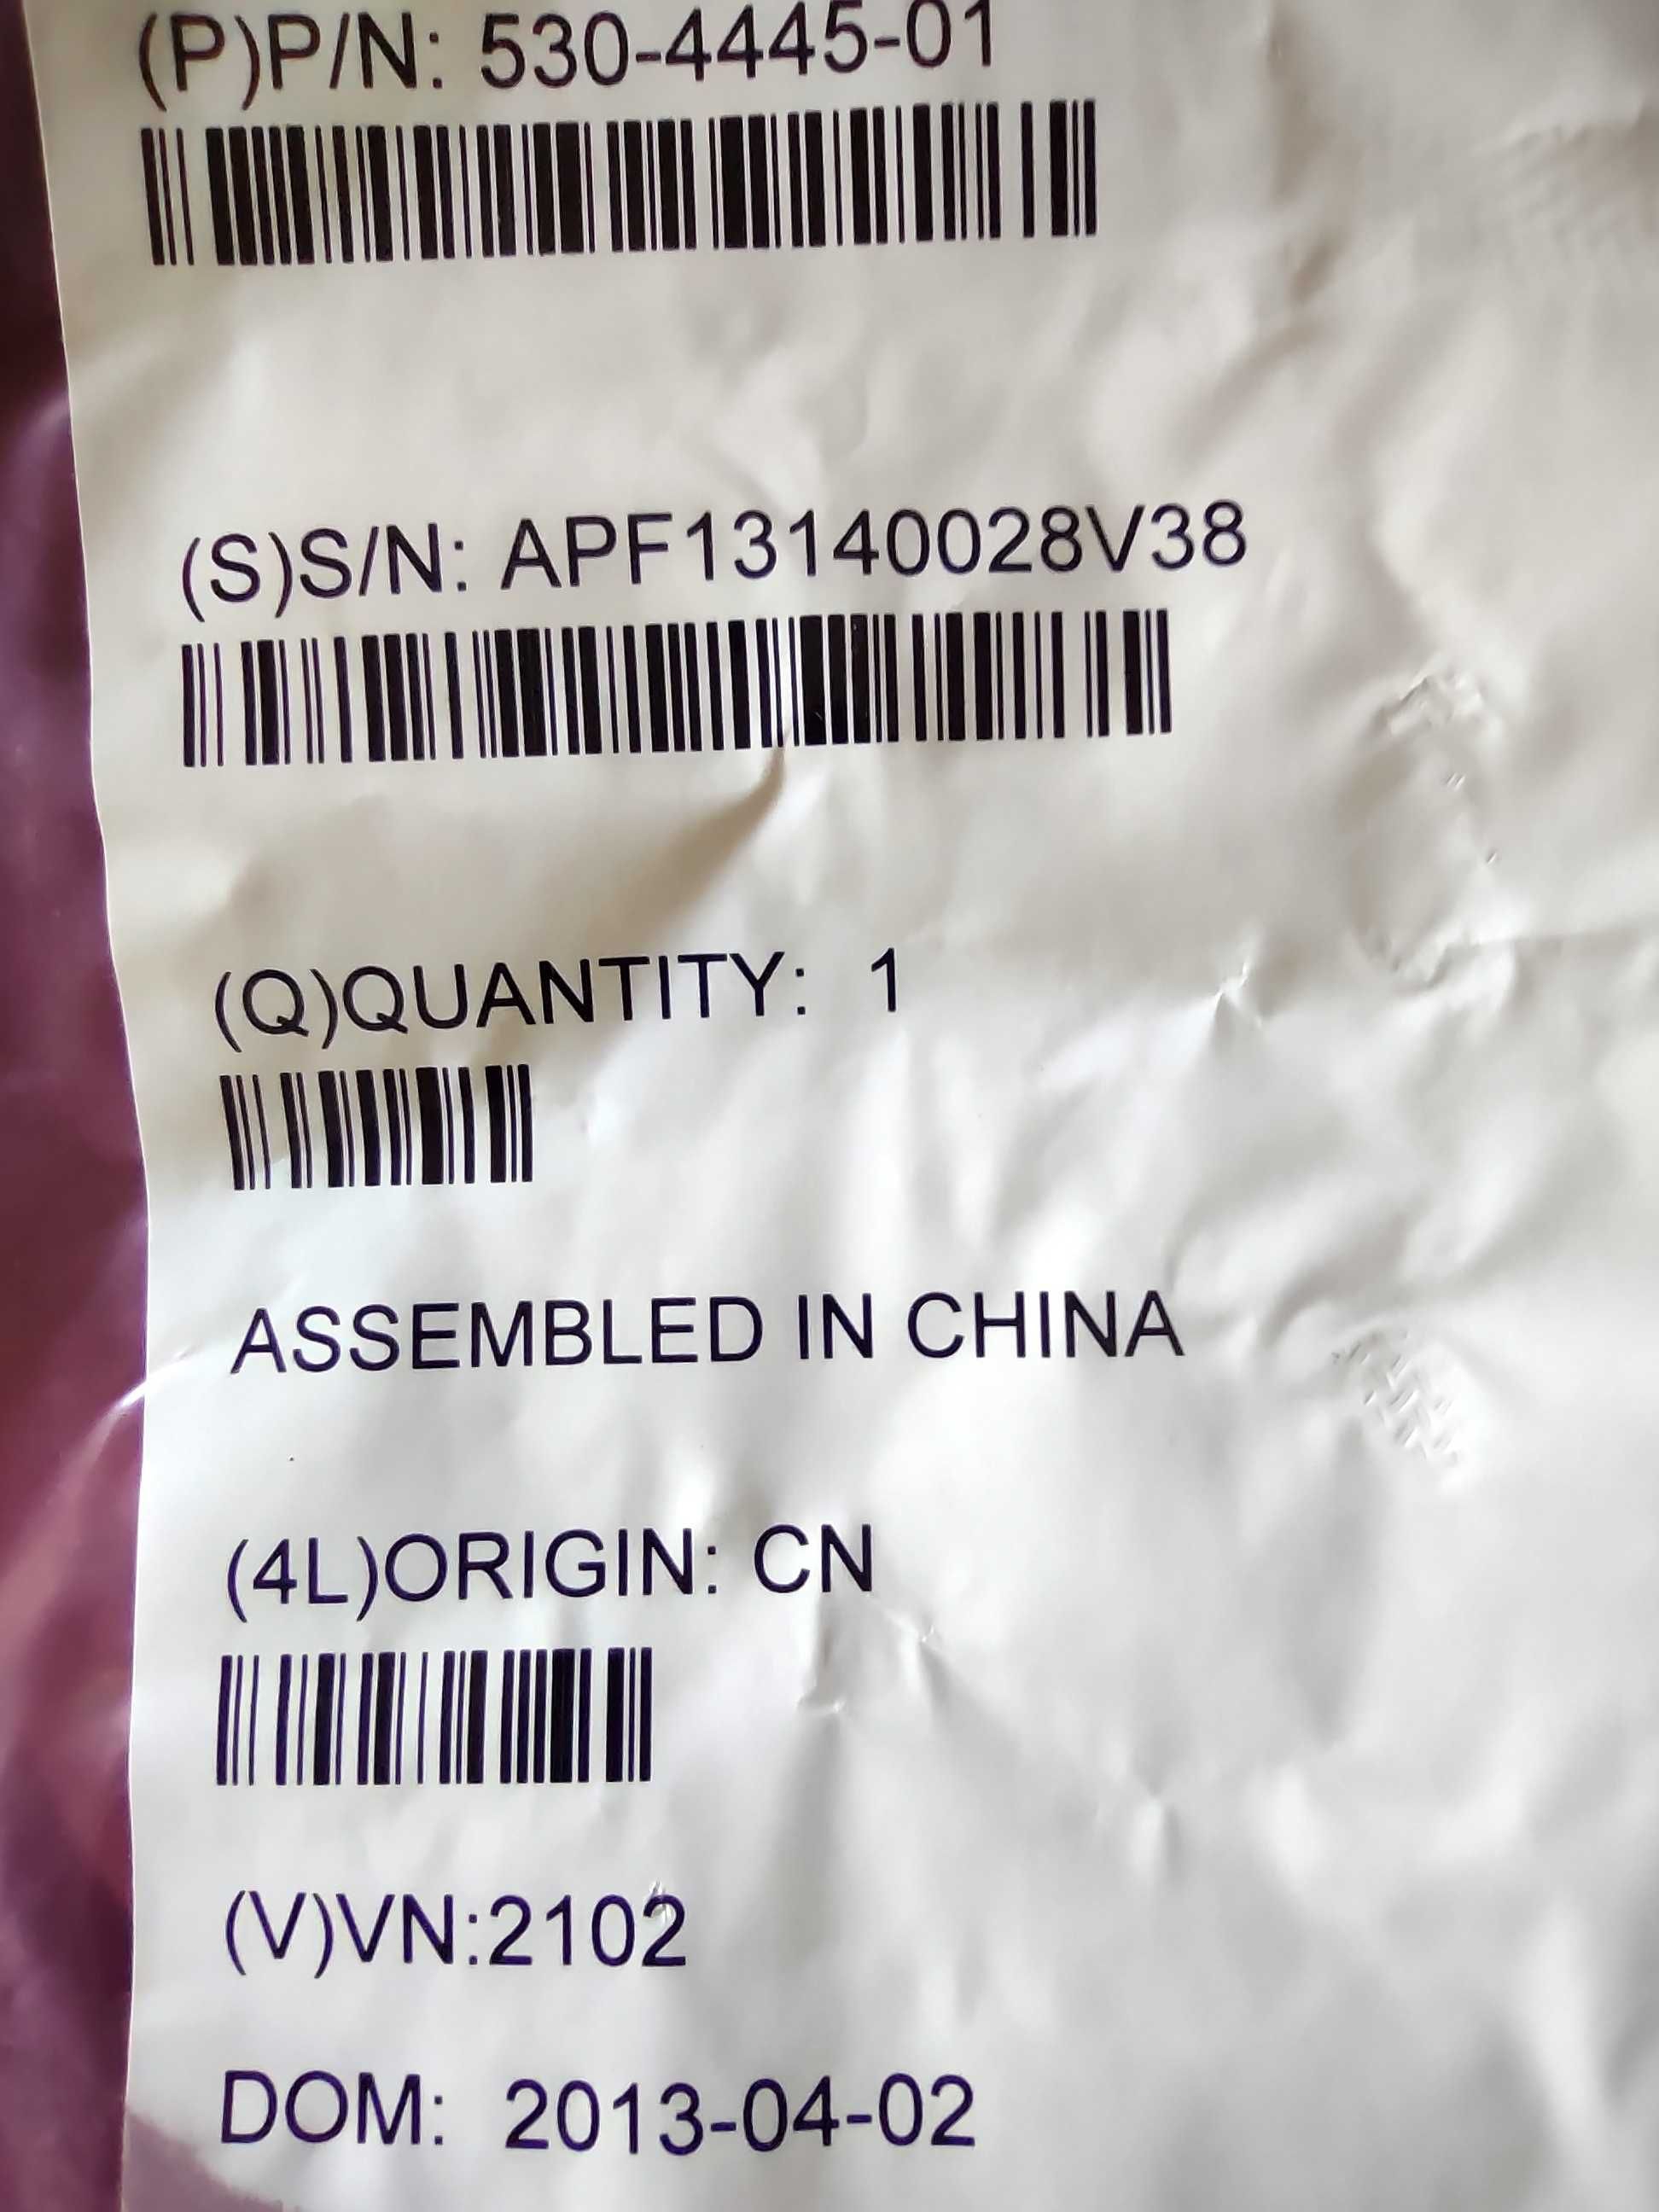 (P)P/N: 530-4445-01
(S)S/N: APF13140028V38
(Q)QUANTITY: 1
ASSEMBLED IN CHINA
(4L)ORIGIN: CN
(V)VN:2102
DOM: 2013-04-02